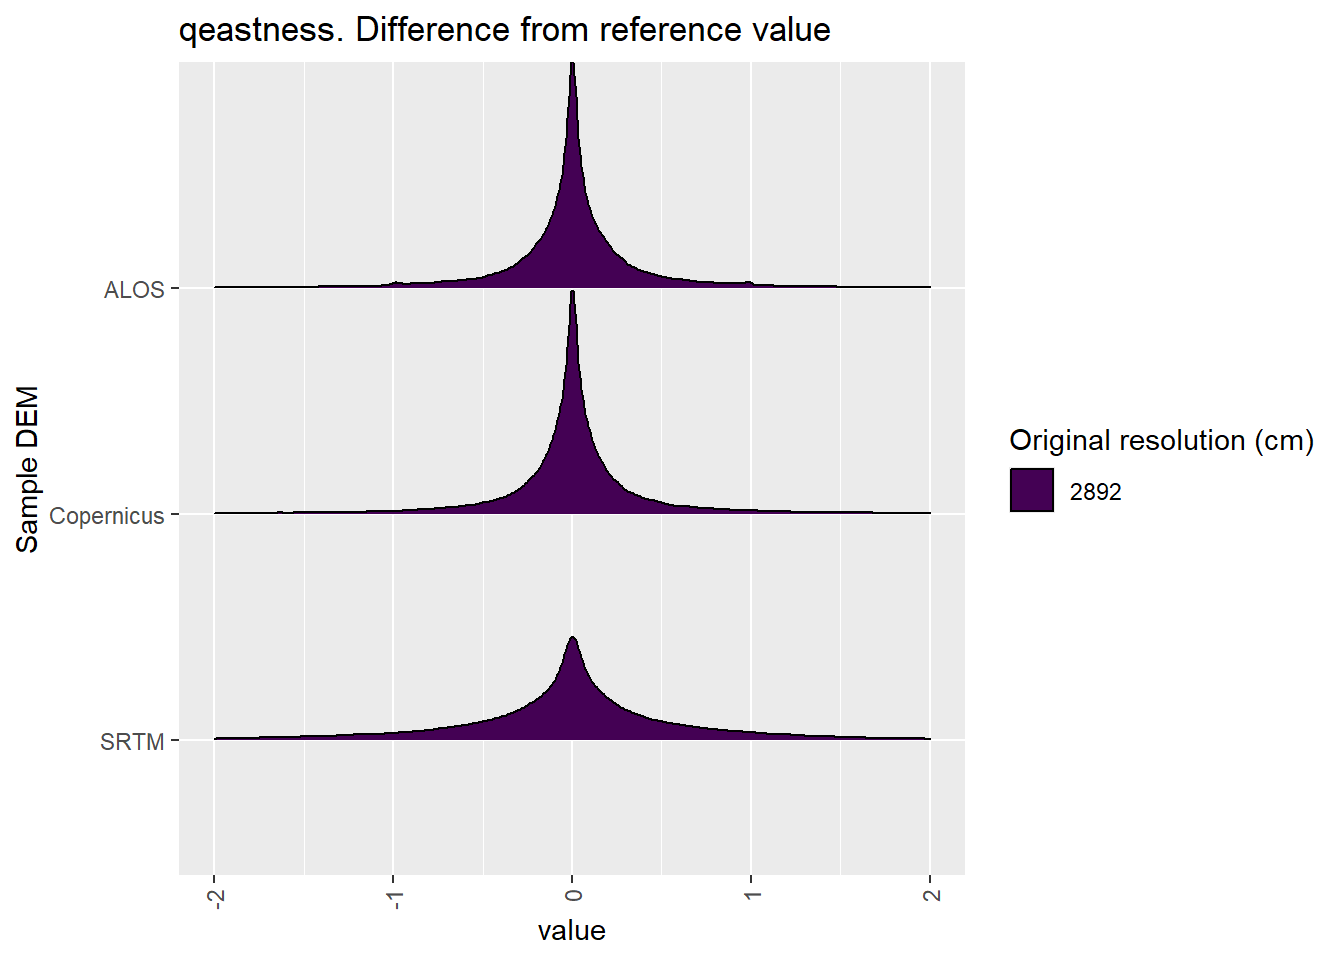 qeastness. Difference from reference value
Sample DEM
ALOS
Copernicus
SRTM
-2
-1
0
1
2
value
Original resolution (cm)
2892